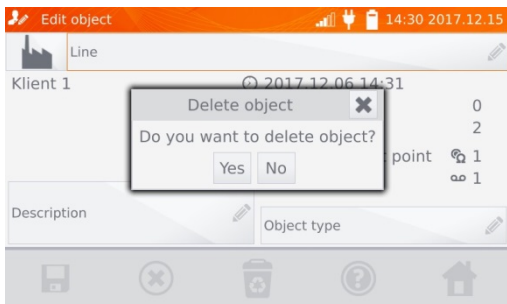 Edit object
14:30 2017.12.15
Line
Klient 1
2017.12.06 14:31
Delete object
0
Do you want to delete object?
2
point
1
Yes
No
1
Description
Object type